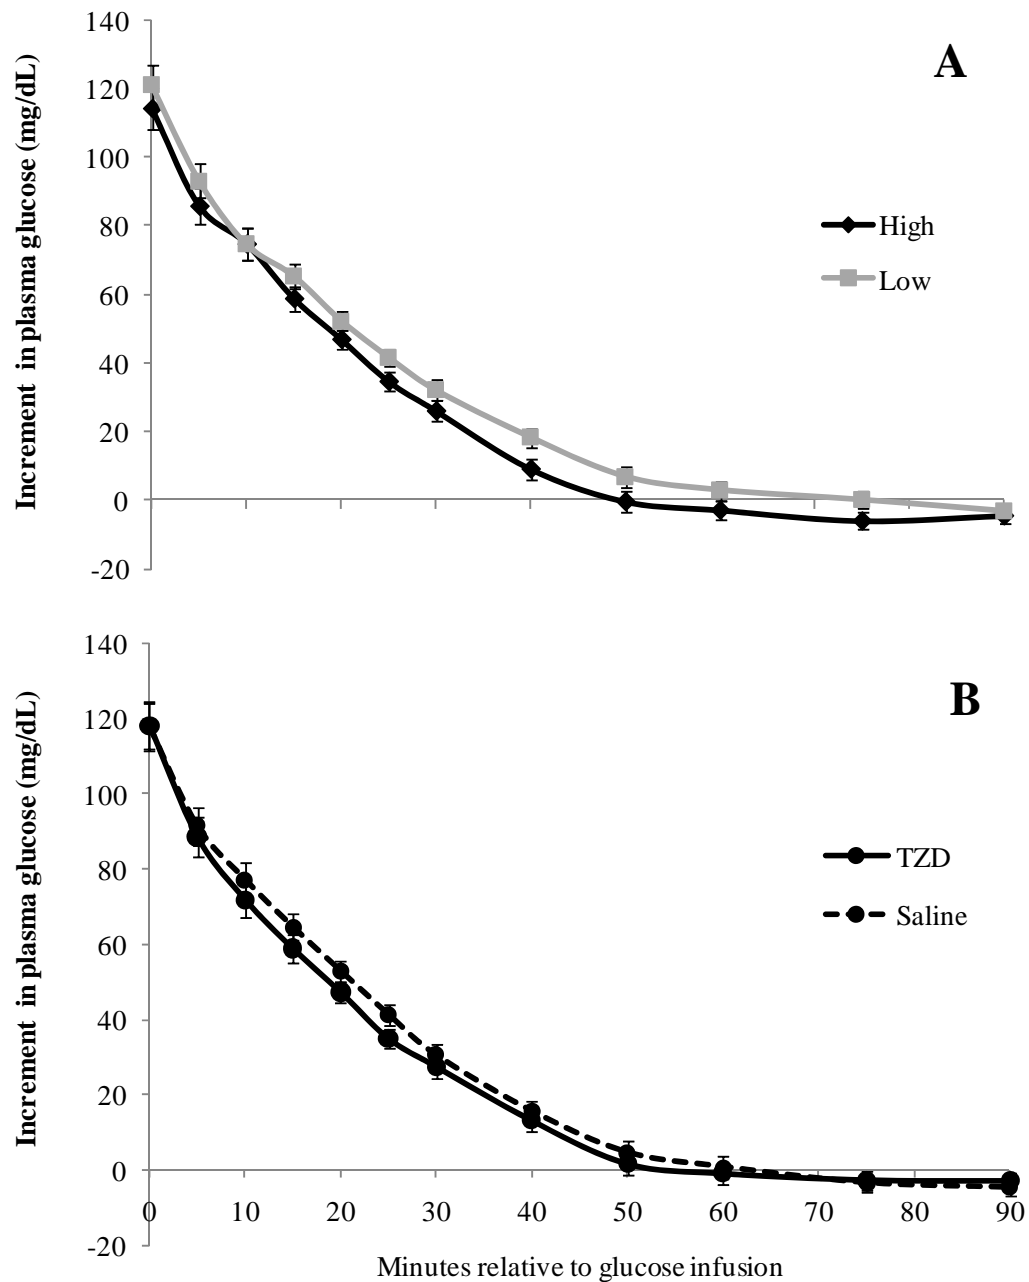 A
Increment in plasma glucose (mg/dL)
140
120
100
80
60
40
20
0
-20
High
Low
B
Increment in plasma glucose (mg/dL)
140
120
100
80
60
40
20
0
-20
TZD
Saline
0 10 20 30 40 50 60 70 80 90
Minutes relative to glucose infusion